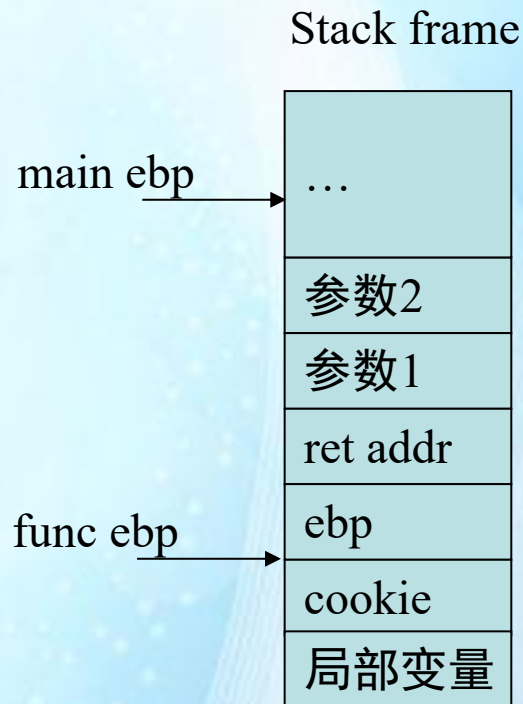 Stack frame
main ebp
…
参数2
参数1
ret addr
func ebp
ebp
cookie
局部变量